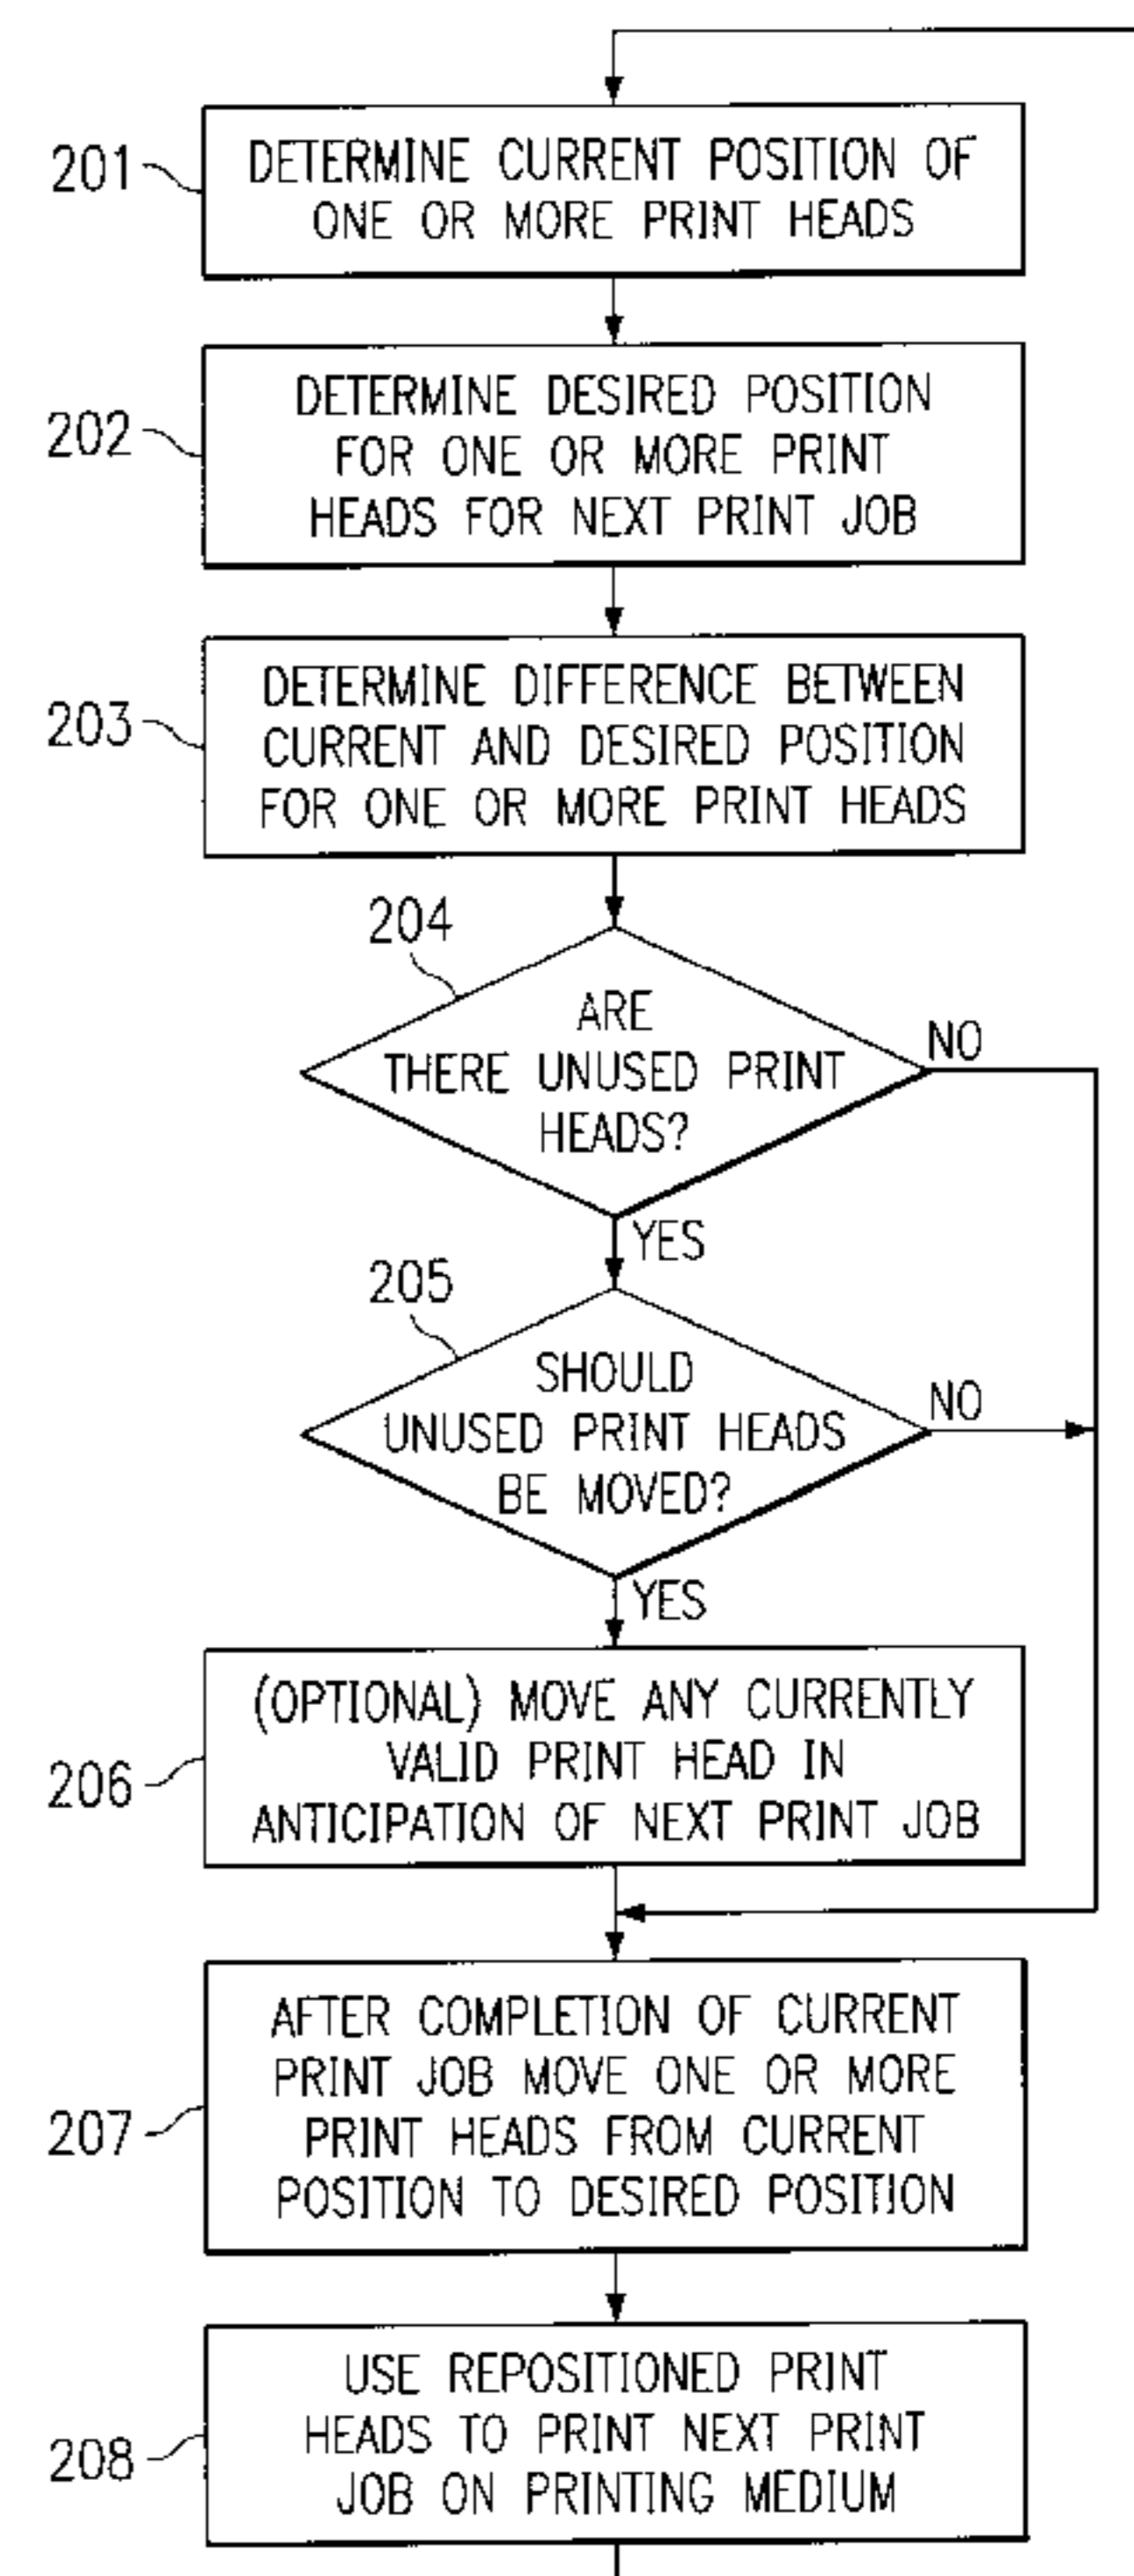 201
DETERMINE CURRENT POSITION OF
ONE OR MORE PRINT HEADS
202
DETERMINE DESIRED POSITION
FOR ONE OR MORE PRINT
HEADS FOR NEXT PRINT JOB
203
DETERMINE DIFFERENCE BETWEEN
CURRENT AND DESIRED POSITION
FOR ONE OR MORE PRINT HEADS
204
ARE
THERE UNUSED PRINT
HEADS?
NO
YES
205
SHOULD
UNUSED PRINT HEADS
BE MOVED?
NO
YES
206
(OPTIONAL) MOVE ANY CURRENTLY
VALID PRINT HEAD IN
ANTICIPATION OF NEXT PRINT JOB
207
AFTER COMPLETION OF CURRENT
PRINT JOB MOVE ONE OR MORE
PRINT HEADS FROM CURRENT
POSITION TO DESIRED POSITION
208
USE REPOSITIONED PRINT
HEADS TO PRINT NEXT PRINT
JOB ON PRINTING MEDIUM